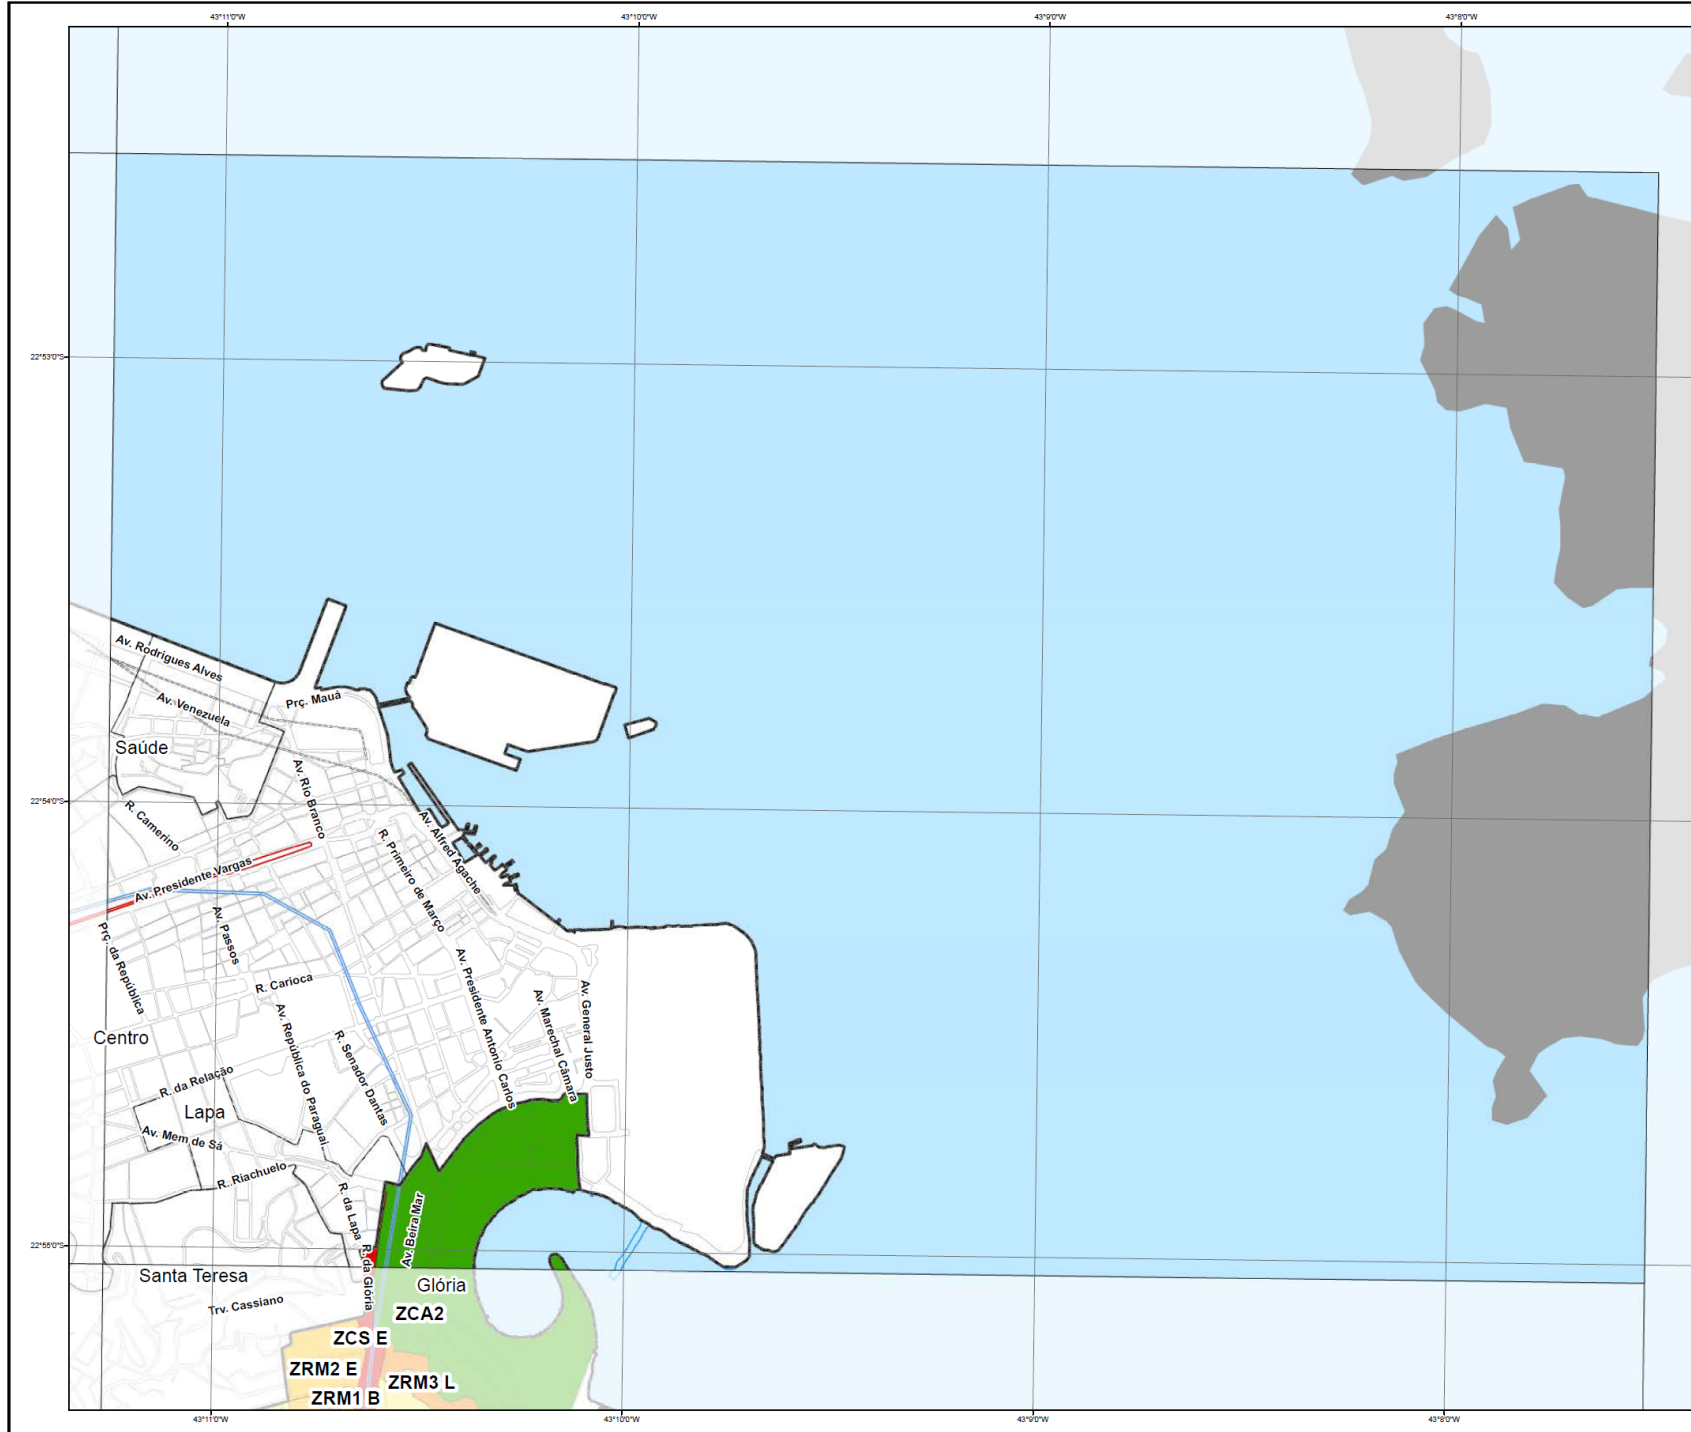 43°11'0"W
43°10'0"W
43°9'0"W
43°8'0"W
22°53'0"S
Av. Rodrigues Alves
Prç. Mauá
Av. Venezuela
Saúde
Av. Rio Branco
22°54'0"S
R. Camerino
Av. Alfred Agache
R. Primeiro de Março
Av. Presidente Vargas
Av. Passos
Prç. da República
Av. Presidente Antonio Carlos
R. Carioca
Av. Marechal Câmara
Av. General Justo
Av. República do Paraguai
R. Senador Dantas
Centro
R. da Relação
Lapa
Av. Mem de Sá
R. Riachuelo
R. da Lapa
Av. Beira Mar
22°55'0"S
R. da Glória
Santa Teresa
Glória
Trv. Cassiano
ZCA2
ZCS E
ZRM2 E
ZRM3 L
ZRM1 B
43°11'0"W
43°10'0"W
43°9'0"W
43°8'0"W